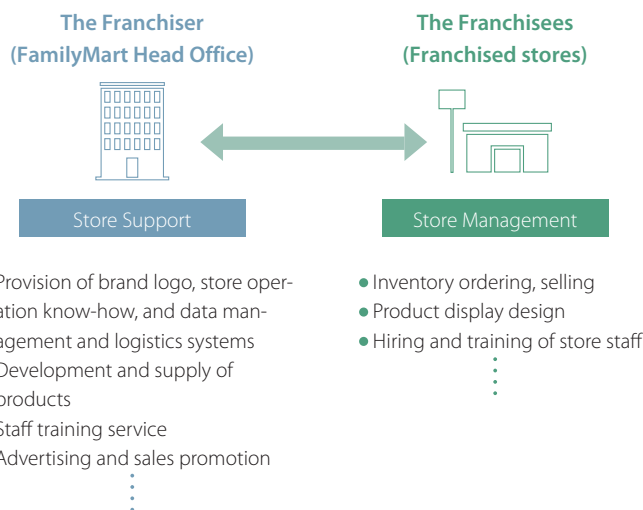 The Franchiser
(FamilyMart Head Office)
Store Support
Provision of brand logo, store oper-
ation know-how, and data man-
agement and logistics systems
Development and supply of
products
Staff training service
Advertising and sales promotion
The Franchisees
(Franchised stores)
Store Management
● Inventory ordering, selling
● Product display design
● Hiring and training of store staff